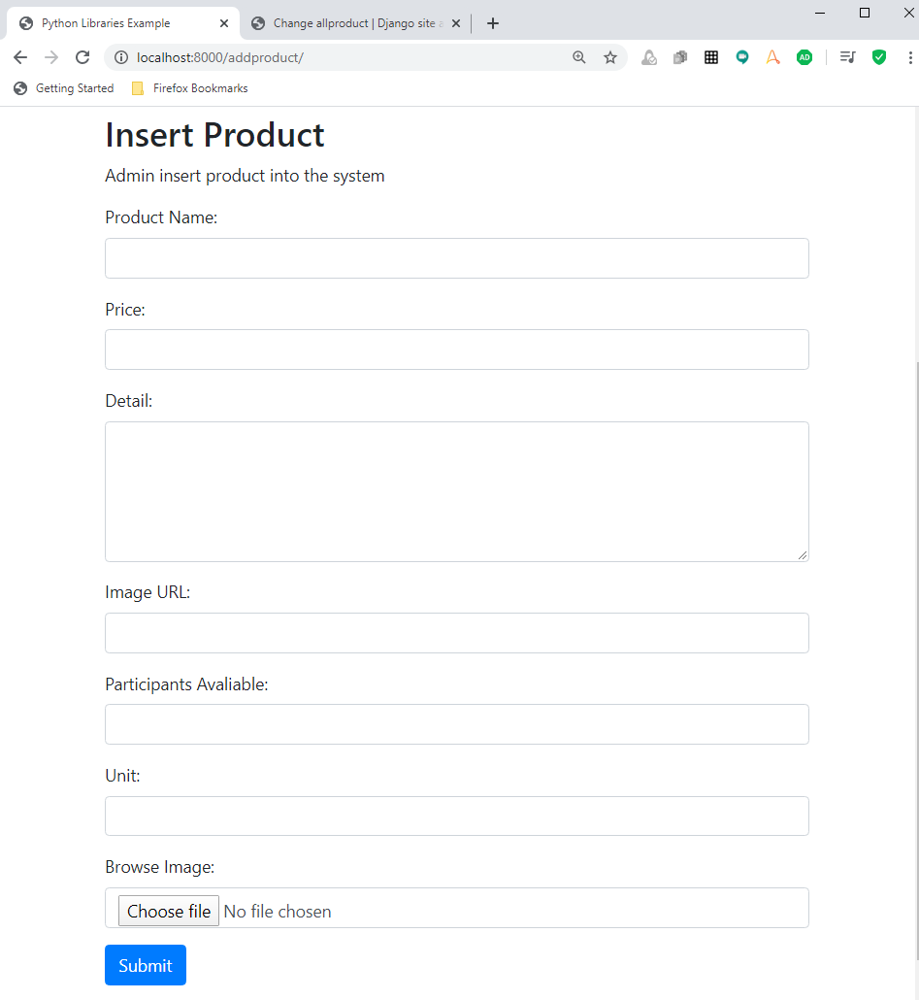 Python Libraries Example
Change allproduct | Django site a
localhost:8000/addproduct/
AD
Getting Started
Firefox Bookmarks
Insert Product
Admin insert product into the system
Product Name:
Price:
Detail:
Image URL:
Participants Avaliable:
Unit:
Browse Image:
Choose file No file chosen
Submit